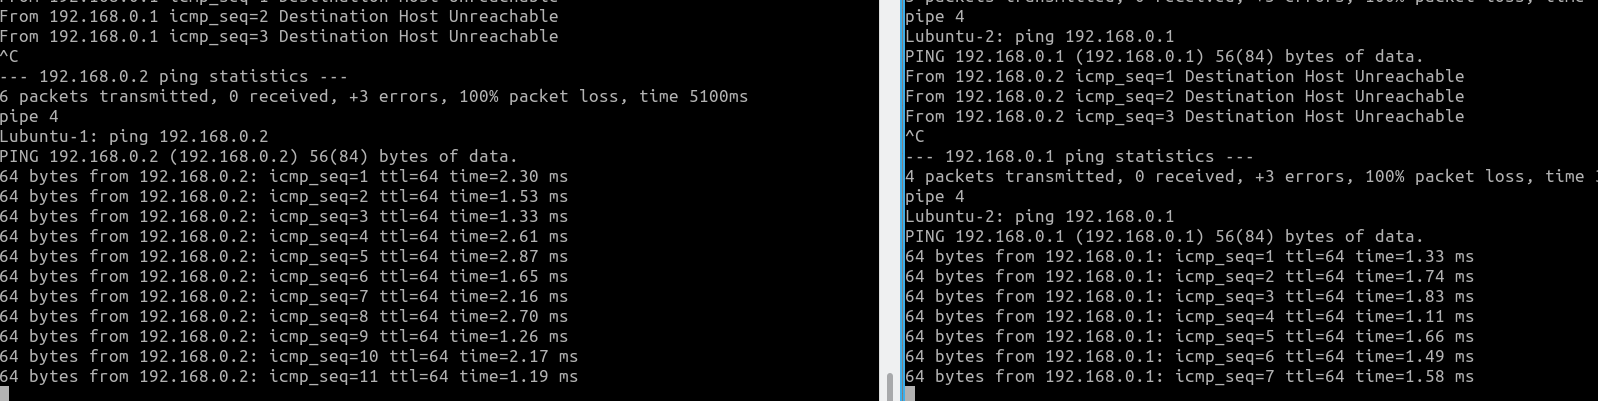 From 192.168.0.1 icmp_seq=2 Destination Host Unreachable
From 192.168.0.1 icmp_seq=3 Destination Host Unreachable
^C
--- 192.168.0.2 ping statistics ---
6 packets transmitted, 0 received, +3 errors, 100% packet loss, time 5100ms
pipe 4
Lubuntu-1: ping 192.168.0.2
PING 192.168.0.2 (192.168.0.2) 56(84) bytes of data.
64 bytes from 192.168.0.2: icmp_seq=1 ttl=64 time=2.30 ms
64 bytes from 192.168.0.2: icmp_seq=2 ttl=64 time=1.53 ms
64 bytes from 192.168.0.2: icmp_seq=3 ttl=64 time=1.33 ms
64 bytes from 192.168.0.2: icmp_seq=4 ttl=64 time=2.61 ms
64 bytes from 192.168.0.2: icmp_seq=5 ttl=64 time=2.87 ms
64 bytes from 192.168.0.2: icmp_seq=6 ttl=64 time=1.65 ms
64 bytes from 192.168.0.2: icmp_seq=7 ttl=64 time=2.16 ms
64 bytes from 192.168.0.2: icmp_seq=8 ttl=64 time=2.70 ms
64 bytes from 192.168.0.2: icmp_seq=9 ttl=64 time=1.26 ms
64 bytes from 192.168.0.2: icmp_seq=10 ttl=64 time=2.17 ms
64 bytes from 192.168.0.2: icmp_seq=11 ttl=64 time=1.19 ms
packets transmitted, 0 received, +3 errors, 100% packet loss, time
pipe 4
Lubuntu-2: ping 192.168.0.1
PING 192.168.0.1 (192.168.0.1) 56(84) bytes of data.
From 192.168.0.2 icmp_seq=1 Destination Host Unreachable
From 192.168.0.2 icmp_seq=2 Destination Host Unreachable
From 192.168.0.2 icmp_seq=3 Destination Host Unreachable
^C
--- 192.168.0.1 ping statistics ---
4 packets transmitted, 0 received, +3 errors, 100% packet loss, time
pipe 4
Lubuntu-2: ping 192.168.0.1
PING 192.168.0.1 (192.168.0.1) 56(84) bytes of data.
64 bytes from 192.168.0.1: icmp_seq=1 ttl=64 time=1.33 ms
64 bytes from 192.168.0.1: icmp_seq=2 ttl=64 time=1.74 ms
64 bytes from 192.168.0.1: icmp_seq=3 ttl=64 time=1.83 ms
64 bytes from 192.168.0.1: icmp_seq=4 ttl=64 time=1.11 ms
64 bytes from 192.168.0.1: icmp_seq=5 ttl=64 time=1.66 ms
64 bytes from 192.168.0.1: icmp_seq=6 ttl=64 time=1.49 ms
64 bytes from 192.168.0.1: icmp_seq=7 ttl=64 time=1.58 ms